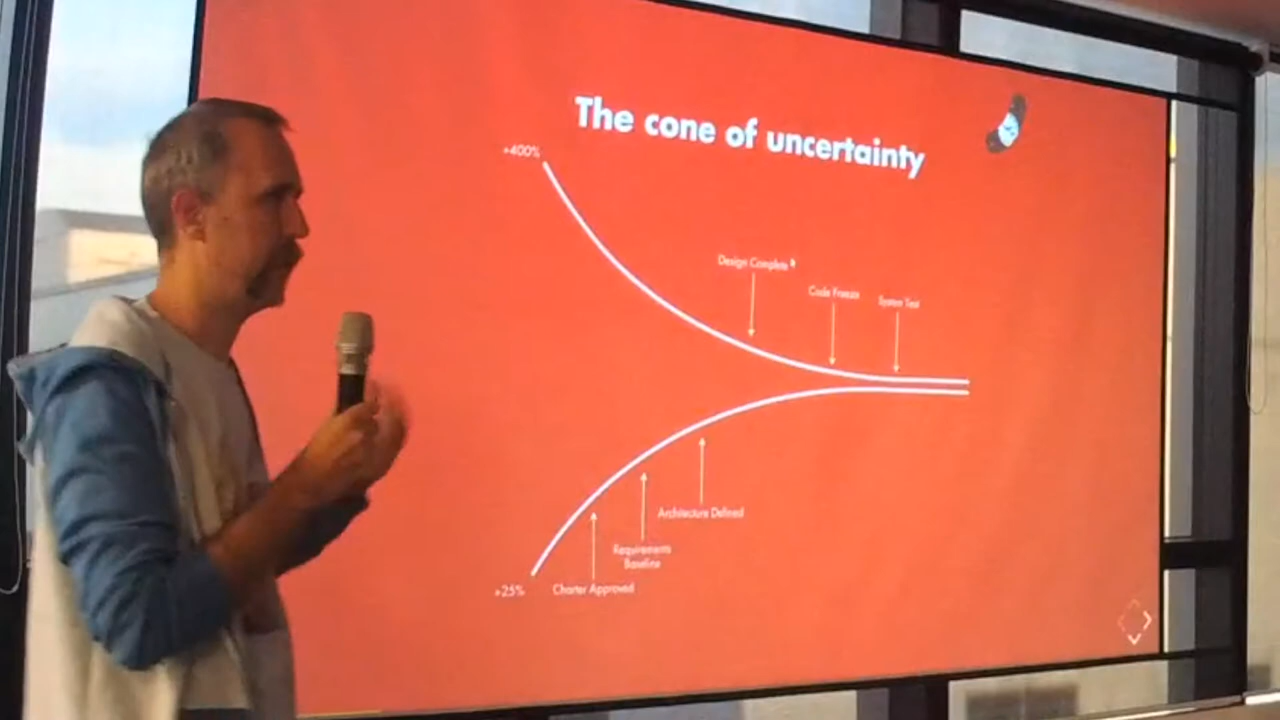 The cone of uncertainty
+400%
Design Complete
Code Freeze
System Test
Architecture Defined
Requirements
Baseline
+25%
Charter Approved